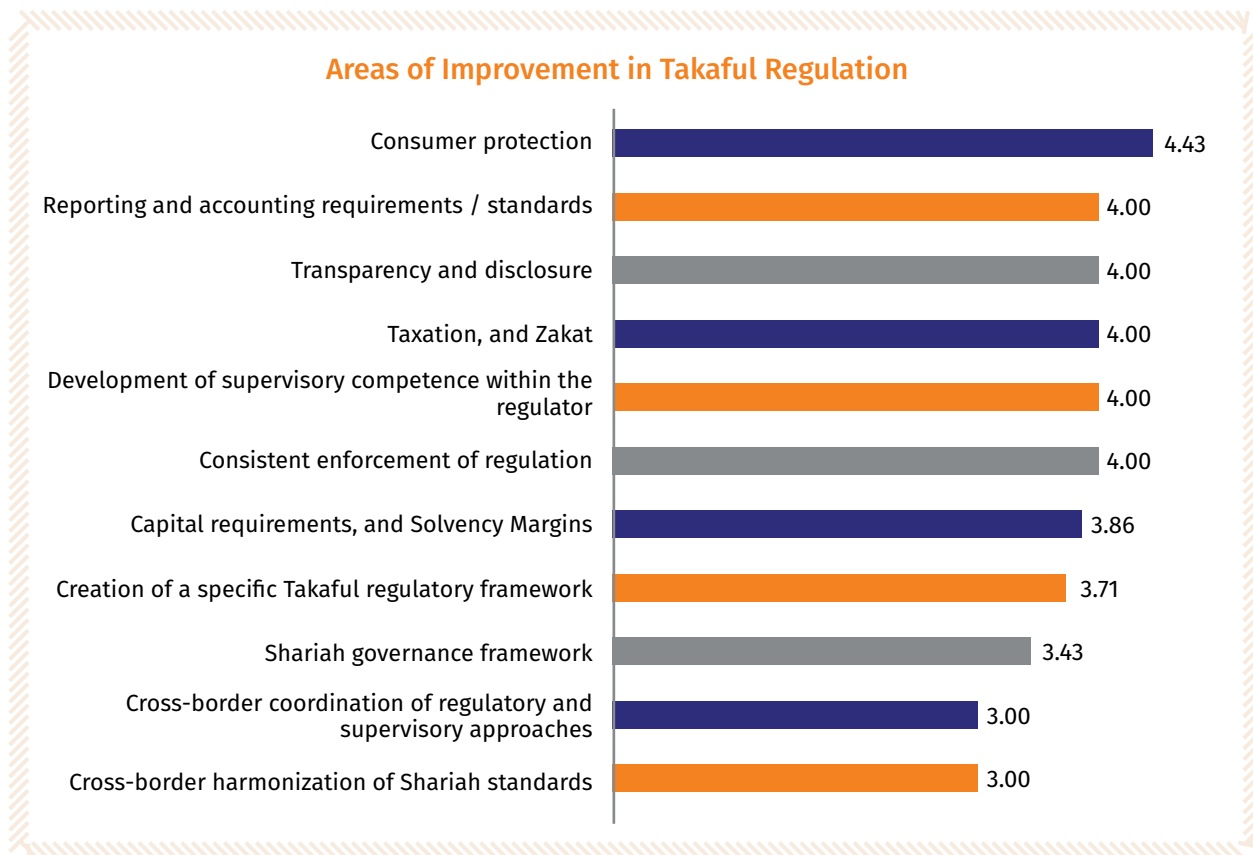 Areas of Improvement in Takaful Regulation
Consumer protection
4.43
Reporting and accounting requirements / standards
4.00
Transparency and disclosure
4.00
Taxation, and Zakat
4.00
Development of supervisory competence within the
regulator
4.00
Consistent enforcement of regulation
4.00
Capital requirements, and Solvency Margins
3.86
Creation of a specific Takaful regulatory framework
3.71
Shariah governance framework
3.43
Cross-border coordination of regulatory and
supervisory approaches
3.00
Cross-border harmonization of Shariah standards
3.00